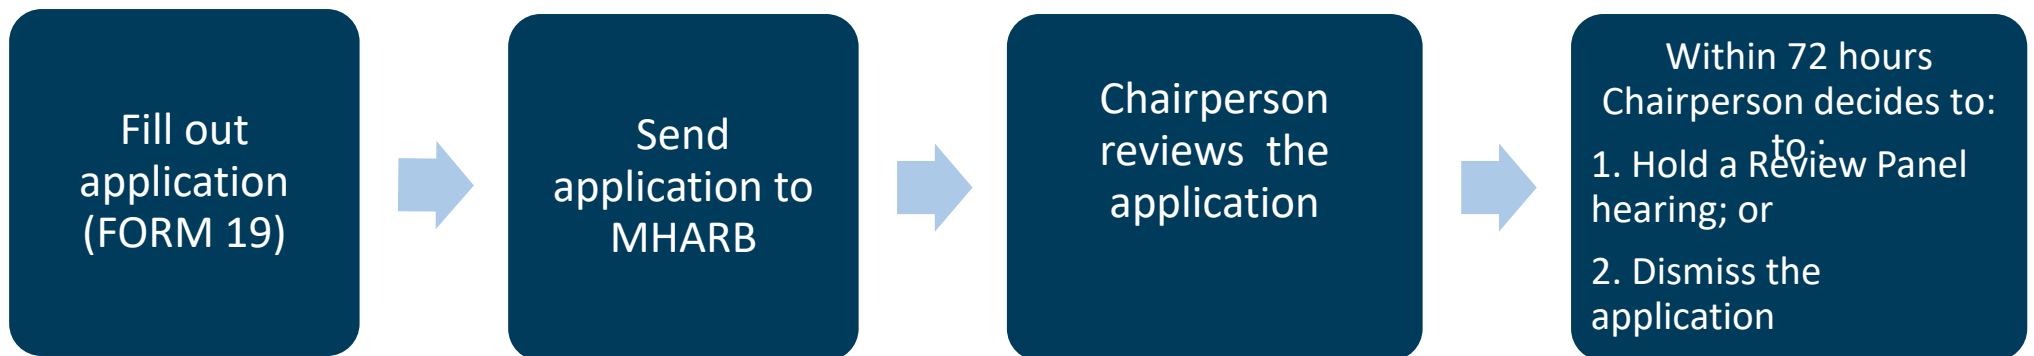 Fill out
application
(FORM 19)
Send
application to
MHARB
Chairperson
reviews  the
application
Within 72 hours
Chairperson decides to:
to :
1. Hold a Review Panel
hearing; or
2. Dismiss the
application